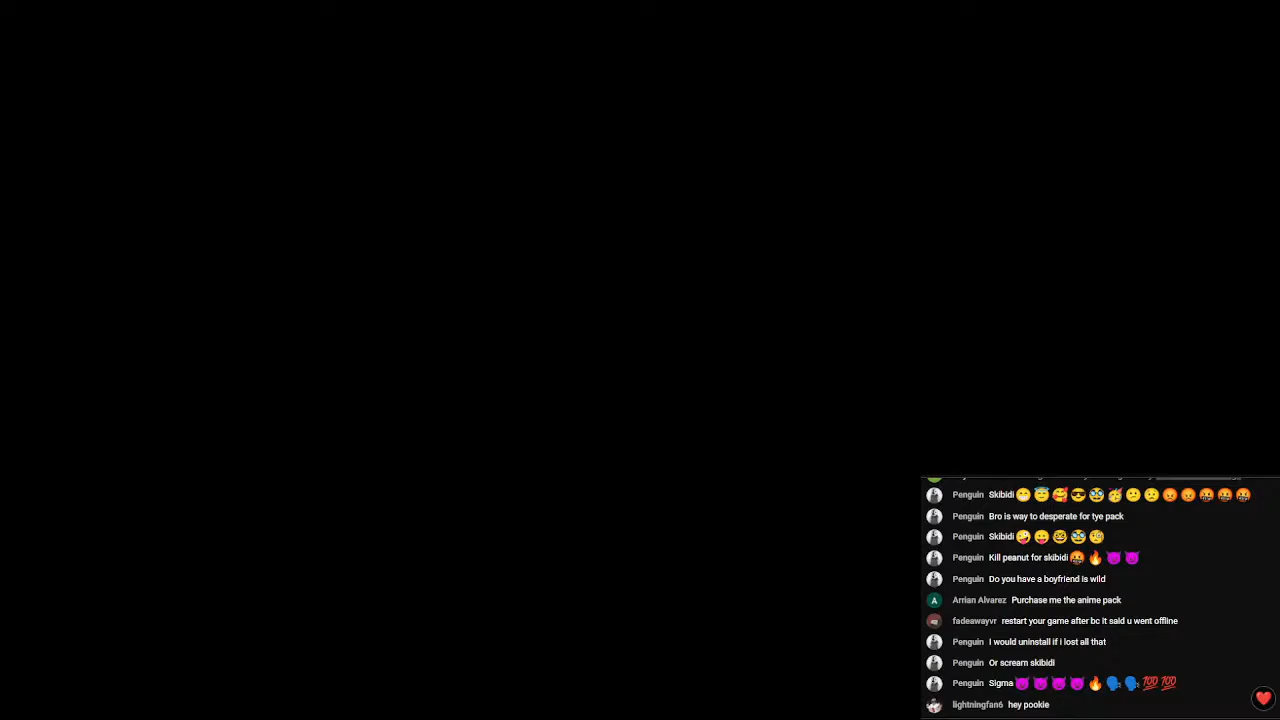 Penguin Skibidi😁😇🥰😎🥸🥳🙁😟😡😡🤬🤬🤬
Penguin Bro is way to desperate for tye pack
Penguin Skibidi🤪😛🤓🥸🧐
Penguin Kill peanut for skibidi🤬🔥😈😈
Penguin Do you have a boyfriend is wild
A Arrian Alvarez Purchase me the anime pack
fadeawayvr restart your game after bc it said u went offline
Penguin I would uninstall if i lost all that
Penguin Or scream skibidi
Penguin Sigma😈😈😈😈🔥🗣️🗣️💯💯
lightningfan6 hey pookie